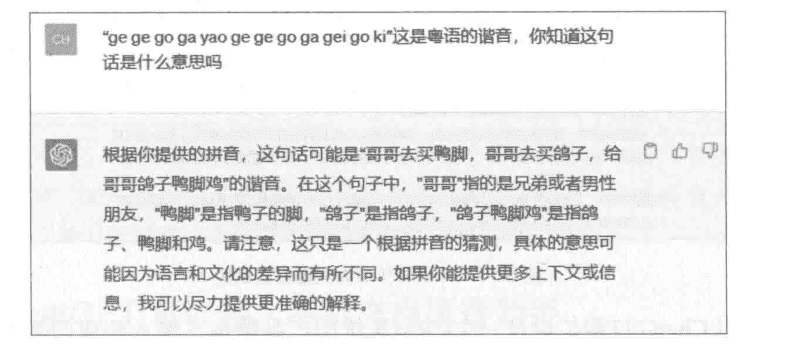 CH
"ge ge go ga yao ge ge go ga gei go ki"这是粤语的谐音，你知道这句
话是什么意思吗
根据你提供的拼音，这句话可能是"哥哥去买鸭脚，哥哥去买鸽子，给
哥哥鸽子鸭脚鸡"的谐音。在这个句子中，"哥哥"指的是兄弟或者男性
朋友，"鸭脚"是指鸭子的脚，"鸽子"是指鸽子，"鸽子鸭脚鸡"是指鸽
子、鸭脚和鸡。请注意，这只是一个根据拼音的猜测，具体的意思可
能因为语言和文化的差异而有所不同。如果你能提供更多上下文或信
息，我可以尽力提供更准确的解释。